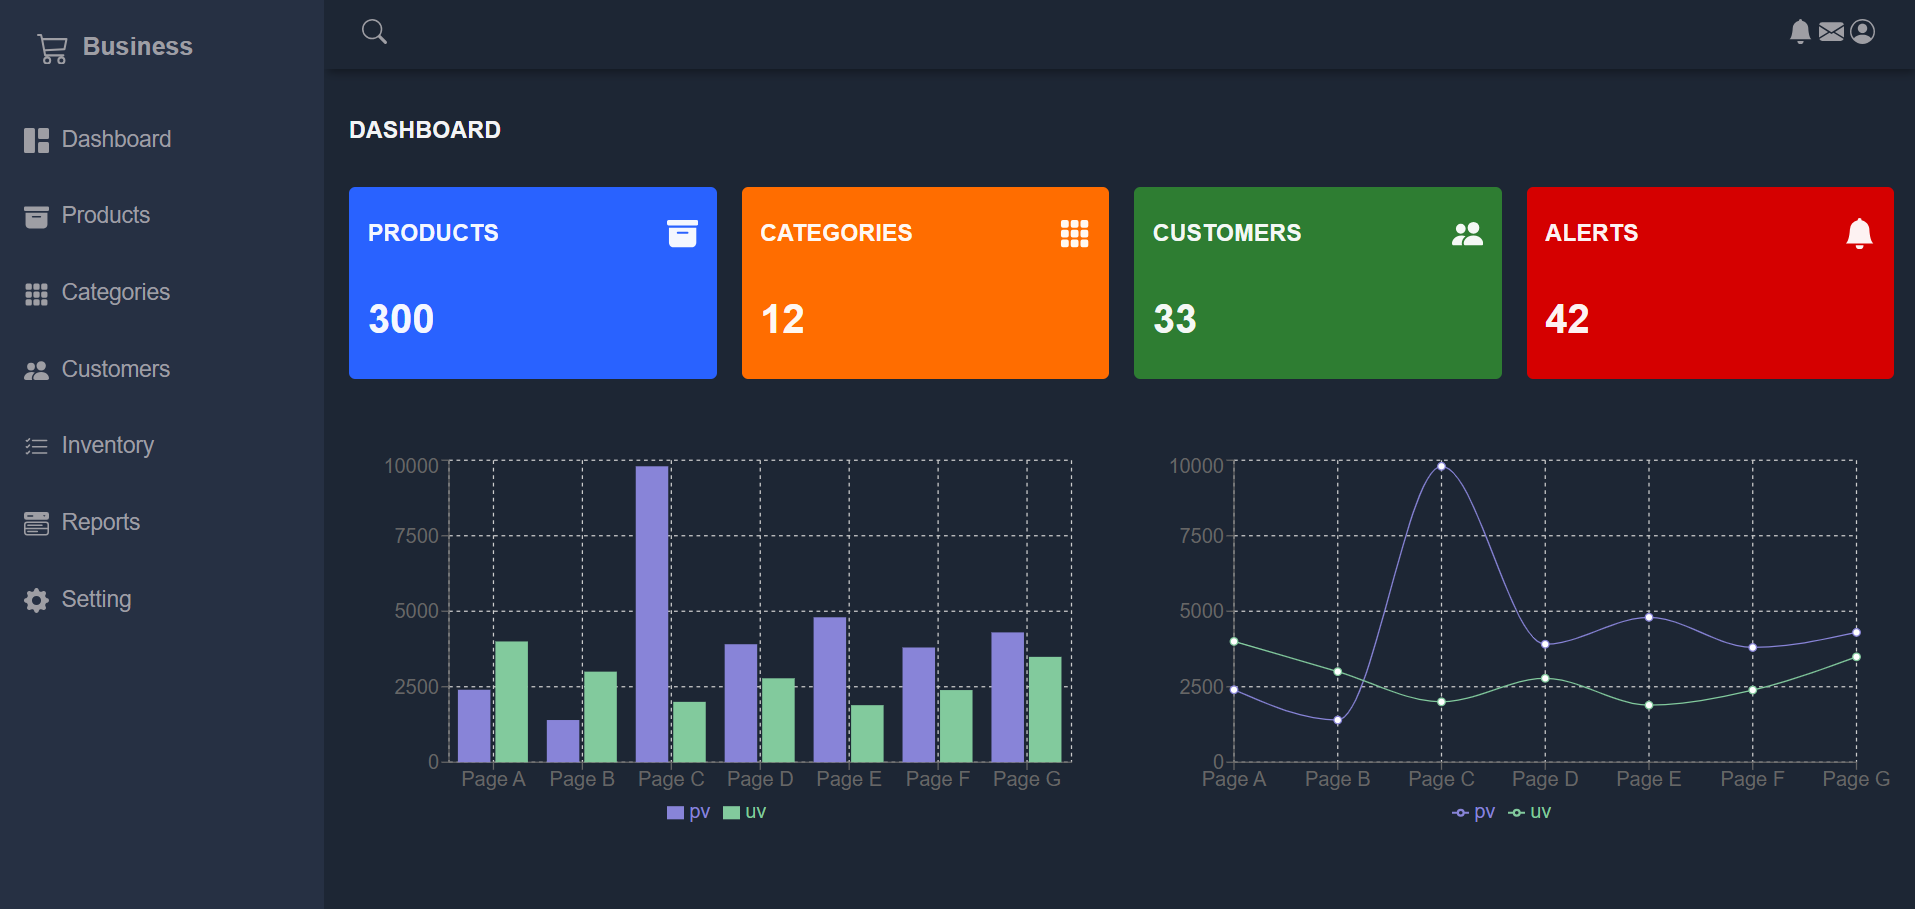 Business
Dashboard
Products
Categories
Customers
Inventory
Reports
Setting
DASHBOARD
PRODUCTS
300
CATEGORIES
12
CUSTOMERS
33
ALERTS
42
10000
7500
5000
2500
0
Page A Page B Page C Page D Page E Page F Page G
pv uv
10000
7500
5000
2500
0
Page A Page B Page C Page D Page E Page F Page G
pv uv